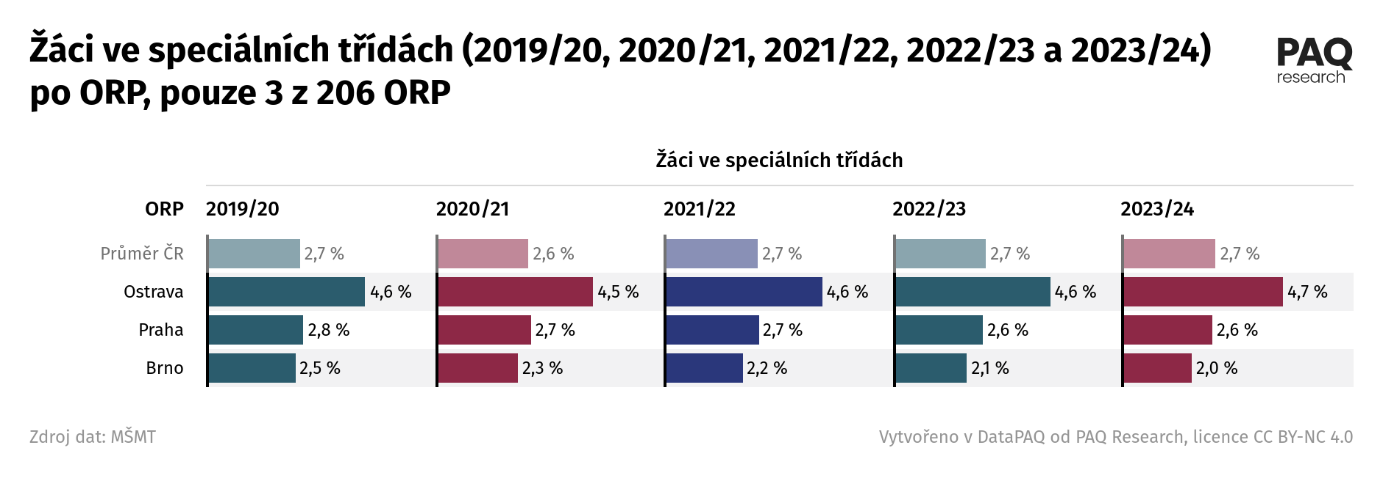 Žáci ve speciálních třídách (2019/20, 2020/21, 2021/22, 2022/23 a 2023/24)
po ORP, pouze 3 z 206 ORP
PAQ
research
Žáci ve speciálních třídách
ORP 2019/20 2020/21 2021/22 2022/23 2023/24
Průměr ČR 2,7 % 2,6 % 2,7 % 2,7 % 2,7 %
Ostrava 4,6 % 4,5 % 4,6 % 4,6 % 4,7 %
Praha 2,8 % 2,7 % 2,7 % 2,6 % 2,6 %
Brno 2,5 % 2,3 % 2,2 % 2,1 % 2,0 %
Zdroj dat: MŠMT
Vytvořeno v DataPAQ od PAQ Research, licence CC BY-NC 4.0